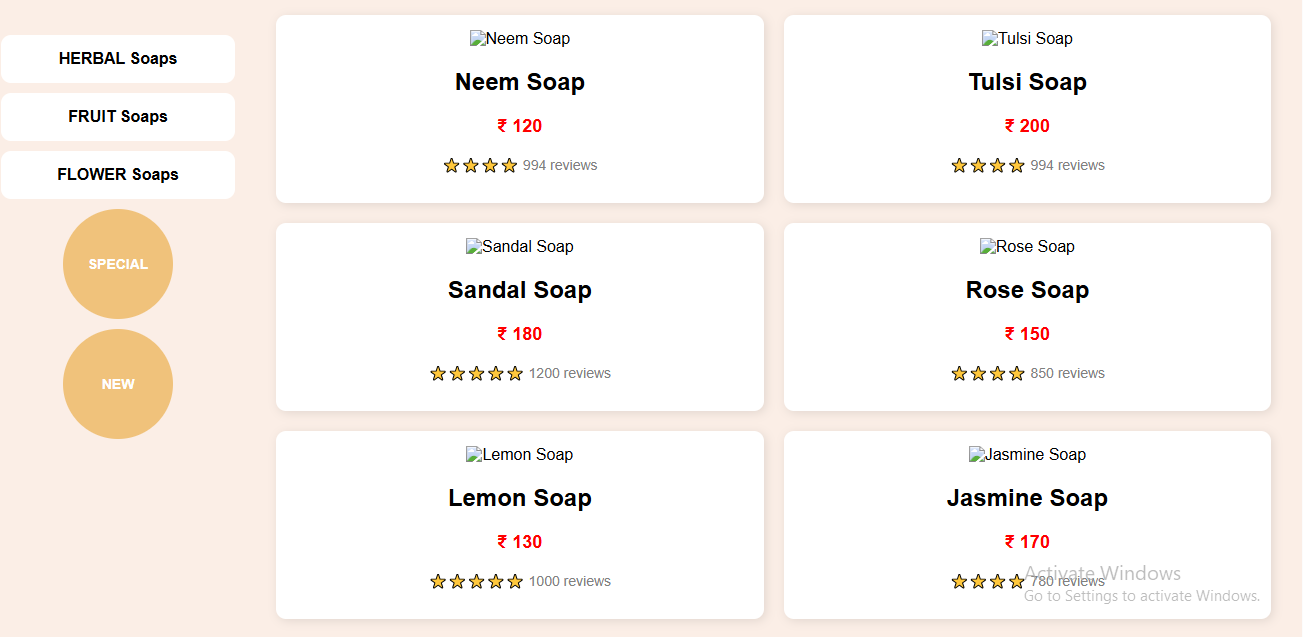 HERBAL Soaps
FRUIT Soaps
FLOWER Soaps
SPECIAL
NEW
Neem Soap
Neem Soap
₹ 120
994 reviews
Tulsi Soap
Tulsi Soap
₹ 200
994 reviews
Sandal Soap
Sandal Soap
₹ 180
1200 reviews
Rose Soap
Rose Soap
₹ 150
850 reviews
Lemon Soap
Lemon Soap
₹ 130
1000 reviews
Jasmine Soap
Jasmine Soap
₹ 170
780 reviews
Activate Windows
Go to Settings to activate Windows.